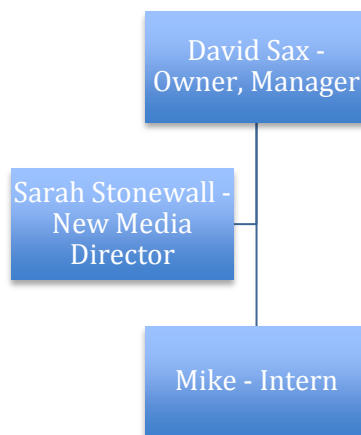 David Sax -
Owner, Manager
Sarah Stonewall -
New Media
Director
Mike - Intern